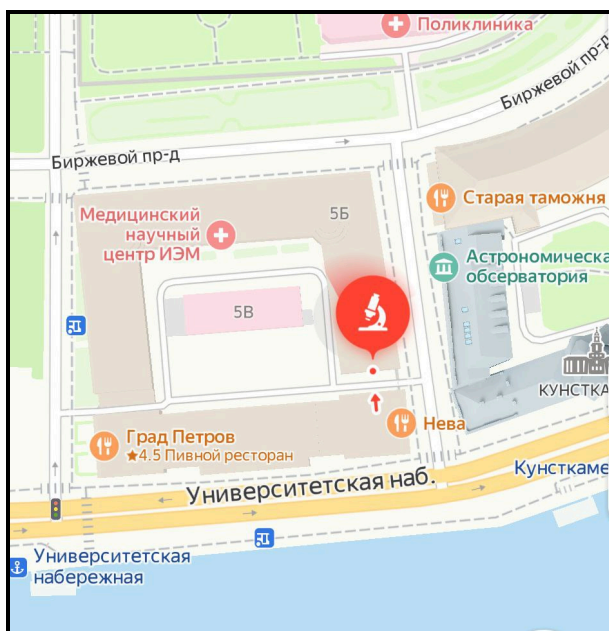 Поликлиника
Биржевой пр-д
Биржевой пр-д
Старая таможня
Медицинский
научный
центр ИЭМ
5Б
Астрономическа
обсерватория
5В
КУНСТКА
Град Петров
★4.5 Пивной ресторан
Нева
Кунсткаме
Университетская наб.
Университетская
набережная